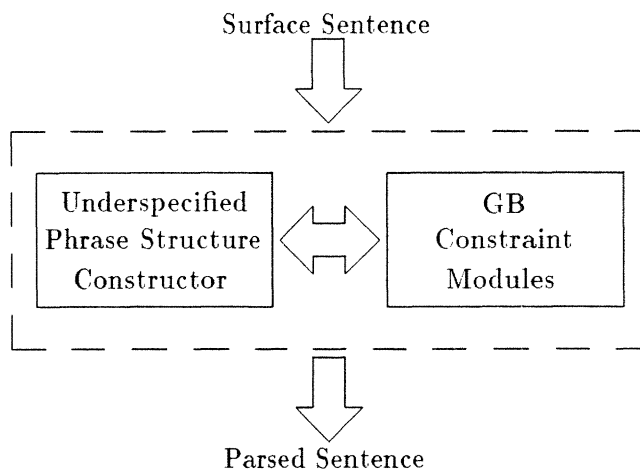 Surface Sentence
Underspecified
Phrase Structure
Constructor
GB
Constraint
Modules
Parsed Sentence